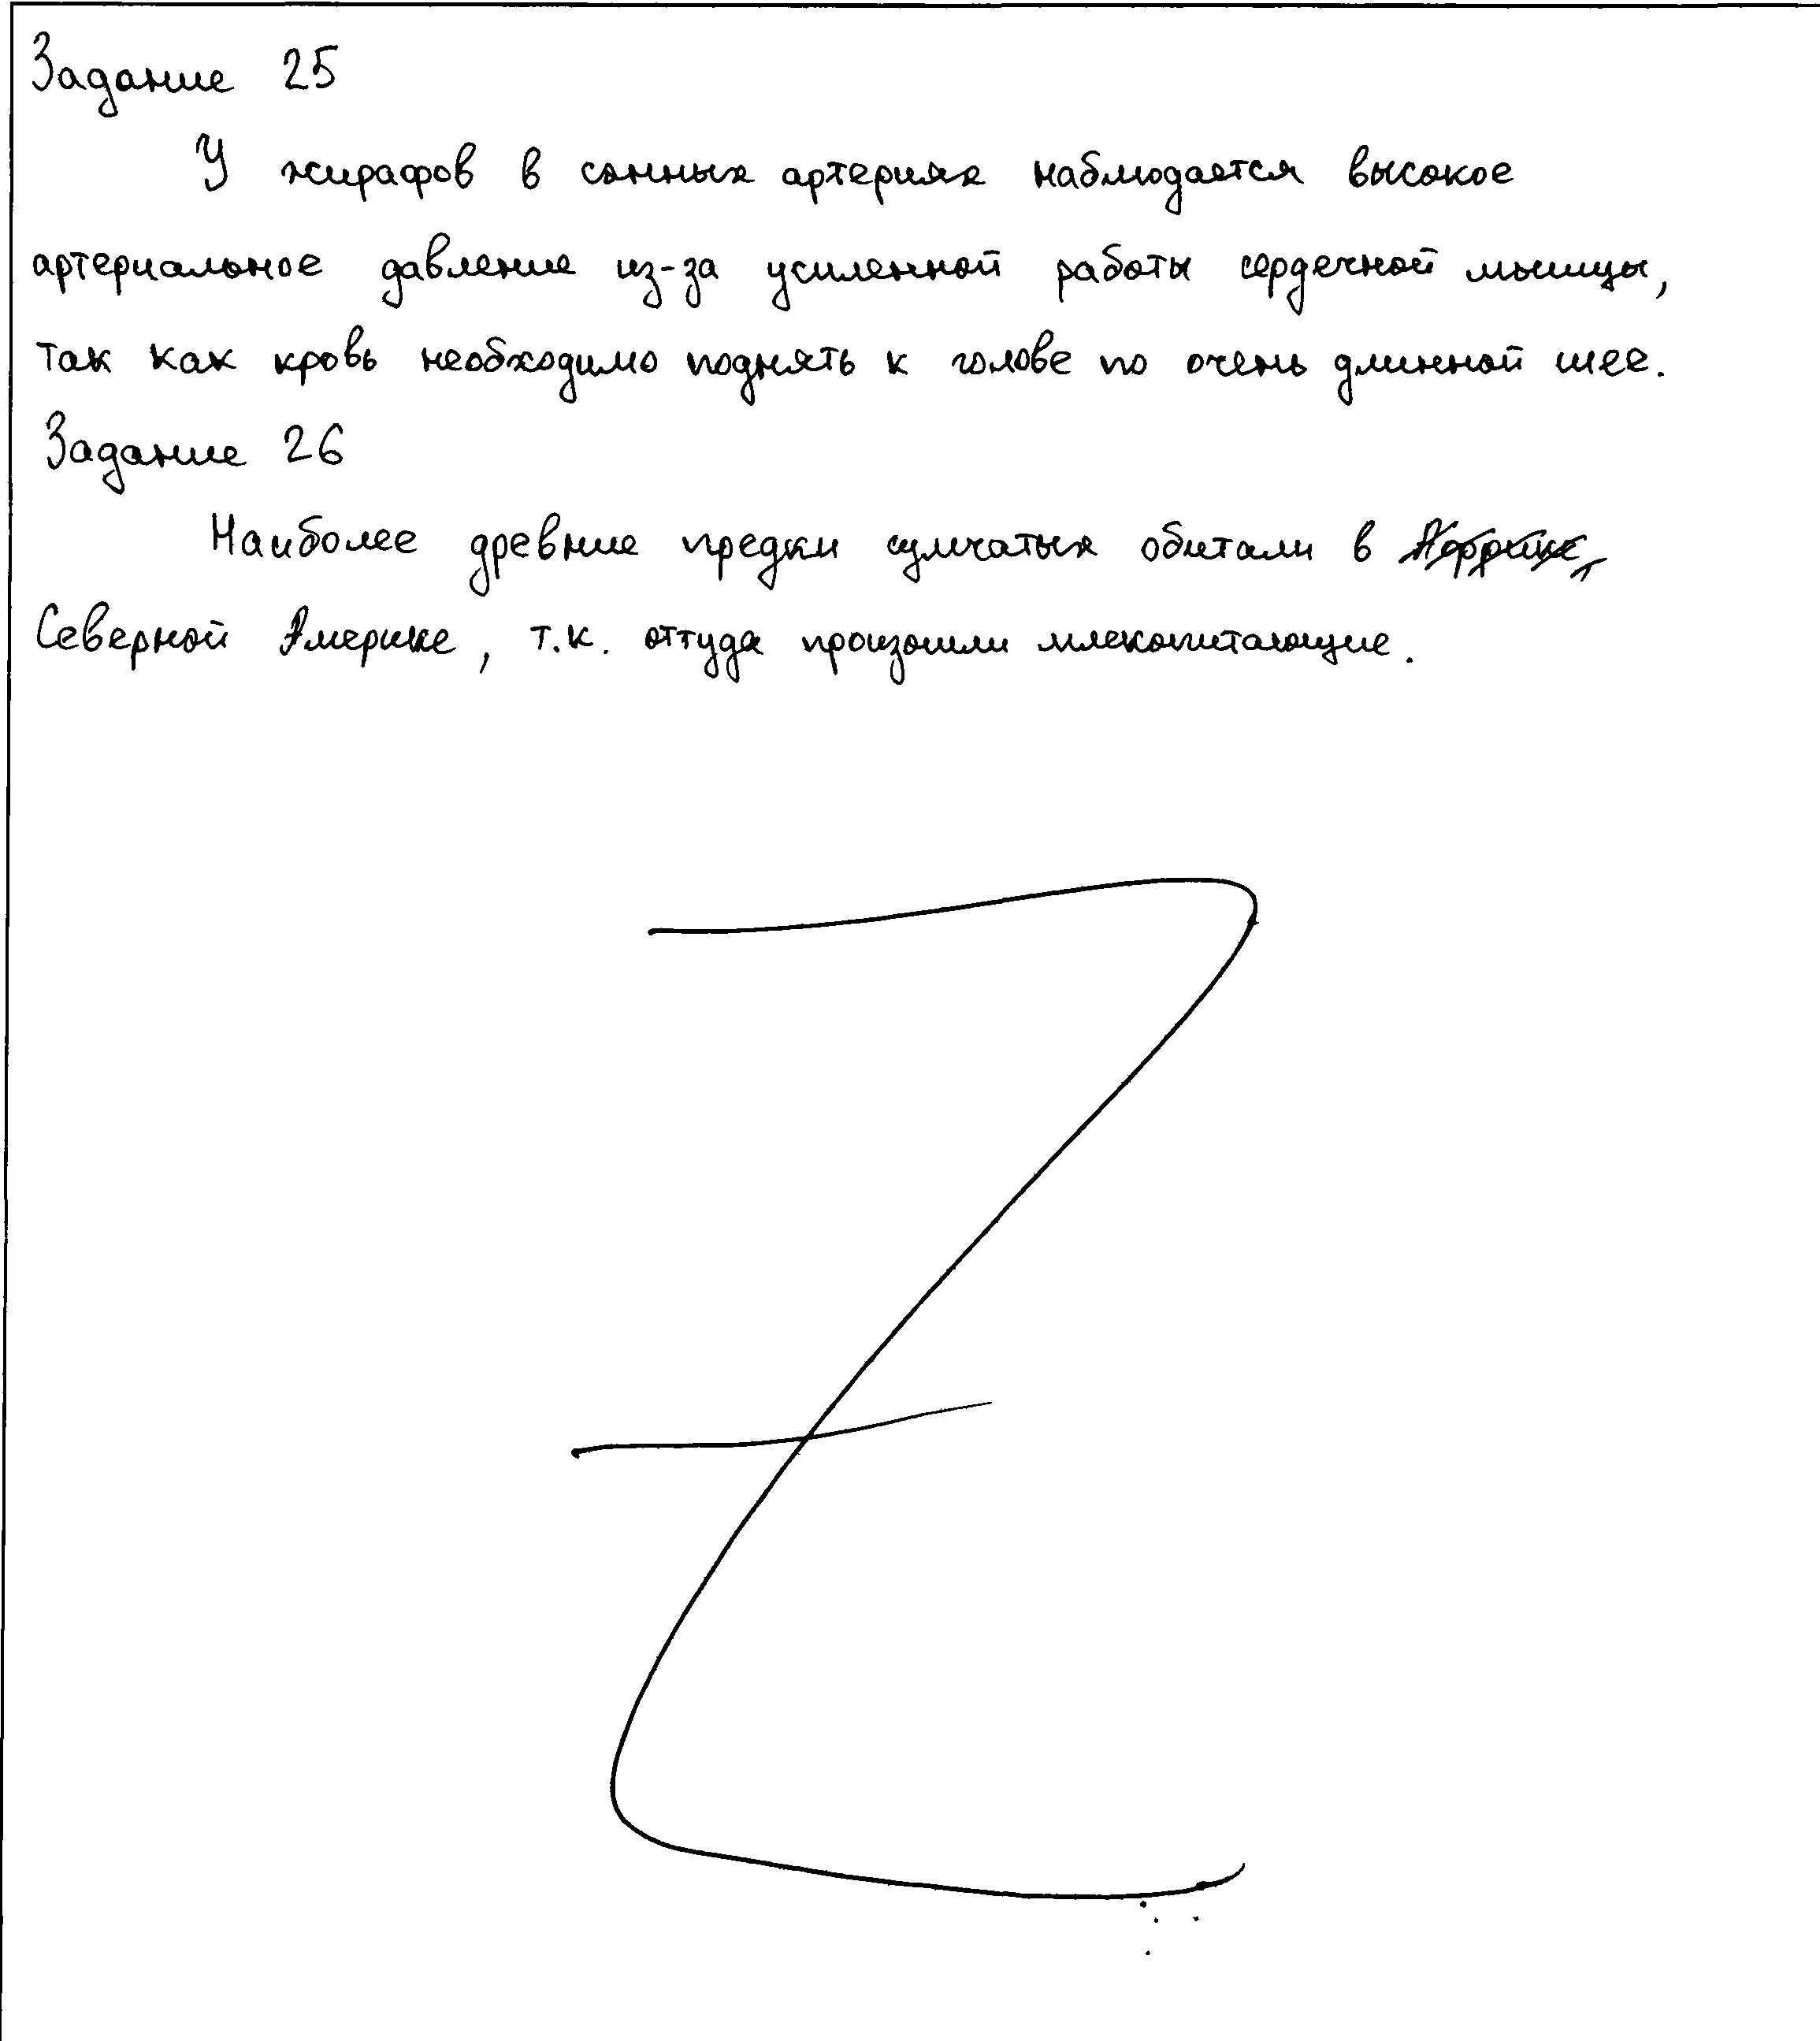 Задание 25
У жирафов в сонных артериях наблюдается высокое
артериальное давление из-за усиленной работы сердечной мышцы,
так как кровь необходимо поднять к голове по очень длинной шее.
Задание 26
Наиболее древние предки сумчатых обитали в Африке,
Северной Америке, т.к. оттуда произошли млекопитающие.
Z